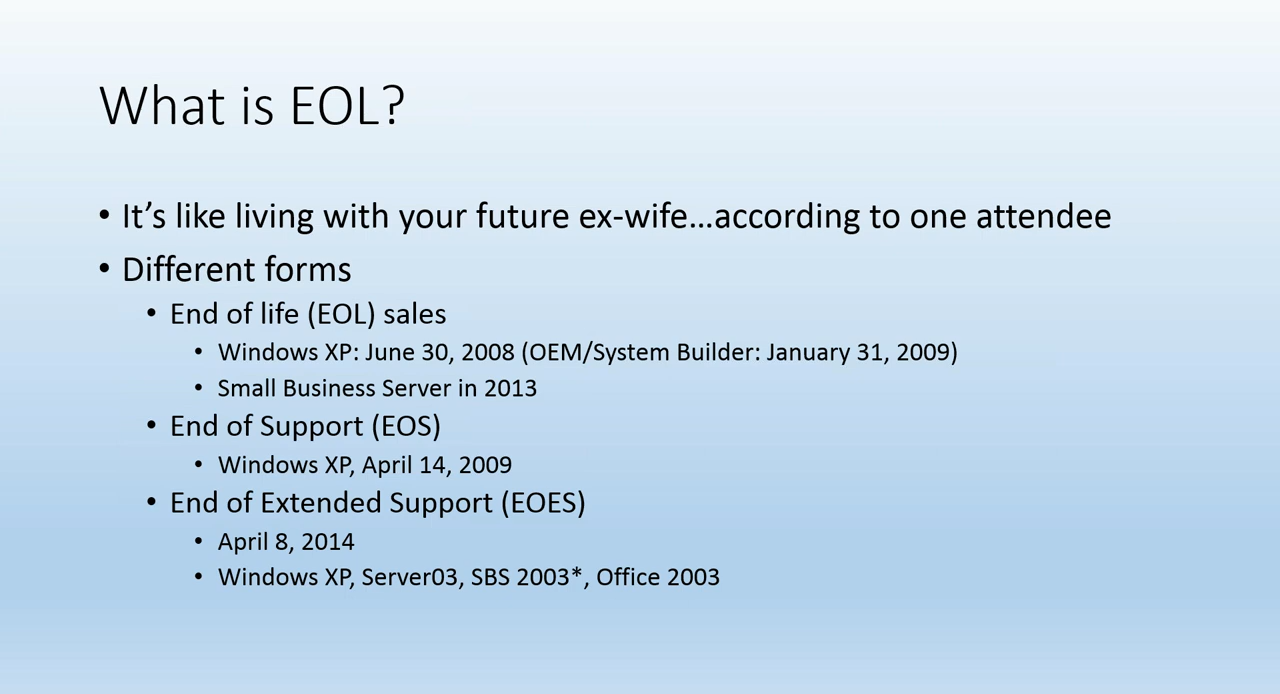 What is EOL?
• It’s like living with your future ex-wife...according to one attendee
• Different forms
• End of life (EOL) sales
• Windows XP: June 30, 2008 (OEM/System Builder: January 31, 2009)
• Small Business Server in 2013
• End of Support (EOS)
• Windows XP, April 14, 2009
• End of Extended Support (EOES)
• April 8, 2014
• Windows XP, Server03, SBS 2003*, Office 2003